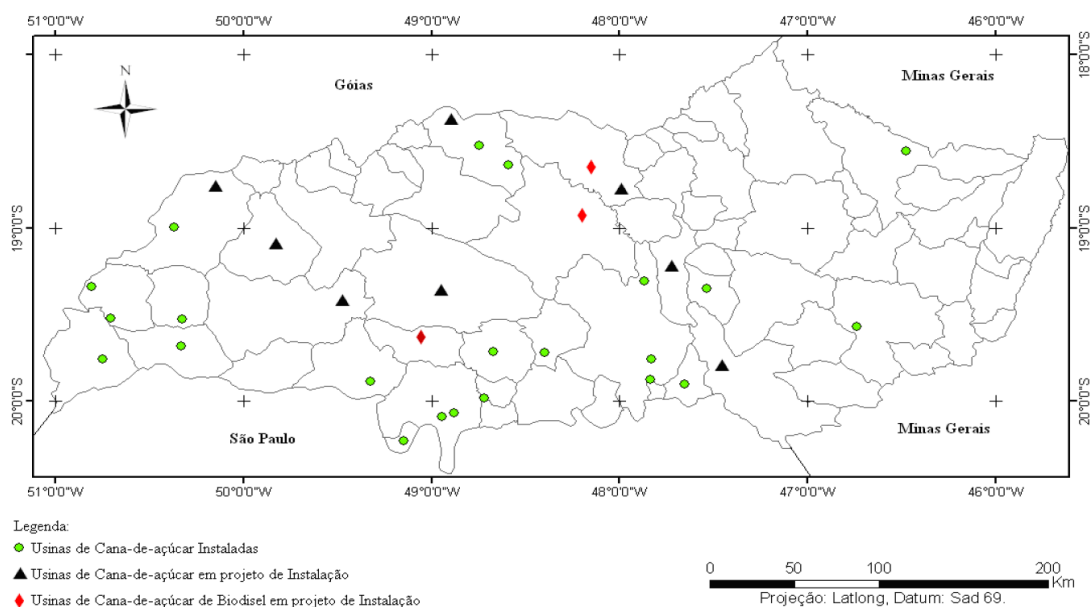 51°0'0"W 50°0'0"W 49°0'0"W 48°0'0"W 47°0'0"W 46°0'0"W
18°0'0"S
N
Góias
Minas Gerais
19°0'0"S 19°0'0"S
20°0'0"S 20°0'0"S
São Paulo
Minas Gerais
51°0'0"W 50°0'0"W 49°0'0"W 48°0'0"W 47°0'0"W 46°0'0"W
Legenda:
Usinas de Cana-de-açúcar Instaladas
Usinas de Cana-de-açúcar em projeto de Instalação
Usinas de Cana-de-açúcar de Biodisel em projeto de Instalação
0 50 100 200
Km
Projeção: Latlong, Datum: Sad 69.